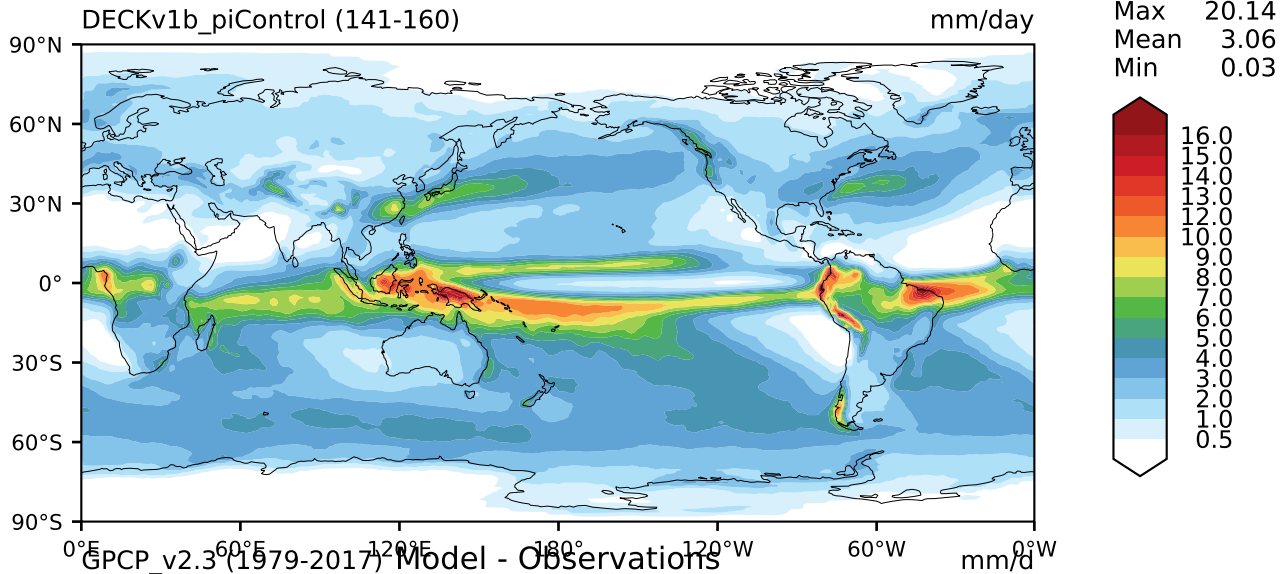 DECKv1b_piControl (141-160) mm/day
Max 20.14
Mean 3.06
Min 0.03
90°N
60°N
30°N
0°
30°S
60°S
90°S
16.0
15.0
14.0
13.0
12.0
10.0
9.0
8.0
7.0
6.0
5.0
4.0
3.0
2.0
1.0
0.5
0°E 60°E 120°E 180° 120°W 60°W 0°W
GPCP_v2.3 (1979-2017) Model - Observations mm/d